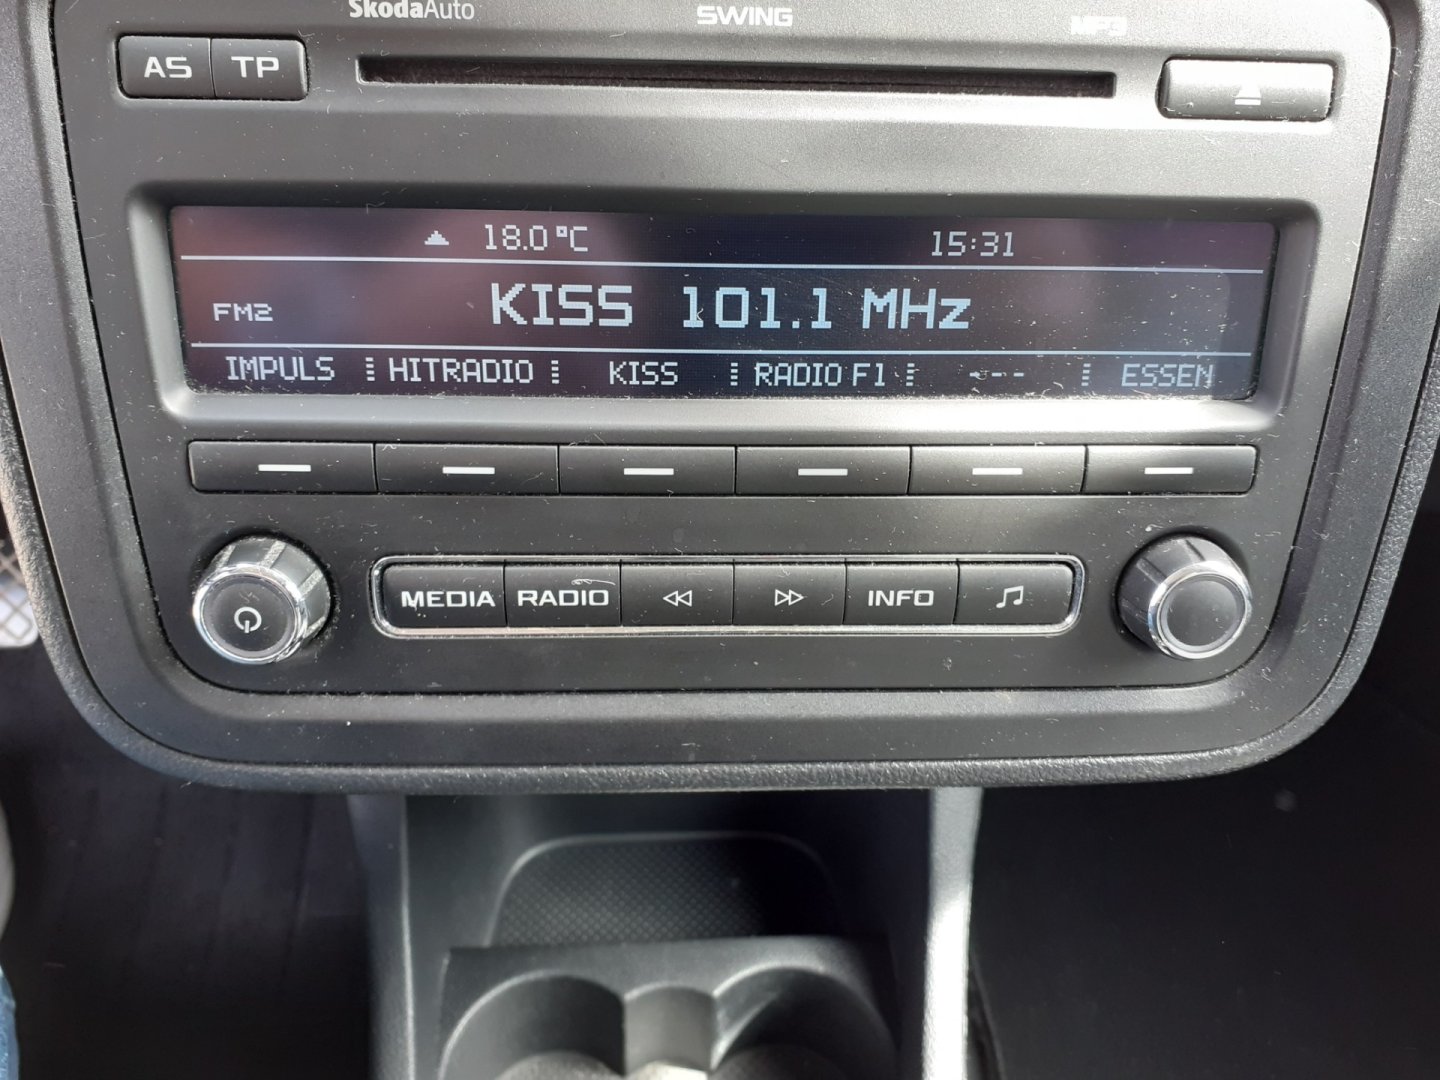 SkodaAuto SWING MP3
AS TP
18.0°C 15:31
FM2 KISS 101.1 MHz
IMPULS HITRADIO KISS RADIO F1 ---- ESSEN
MEDIA RADIO INFO